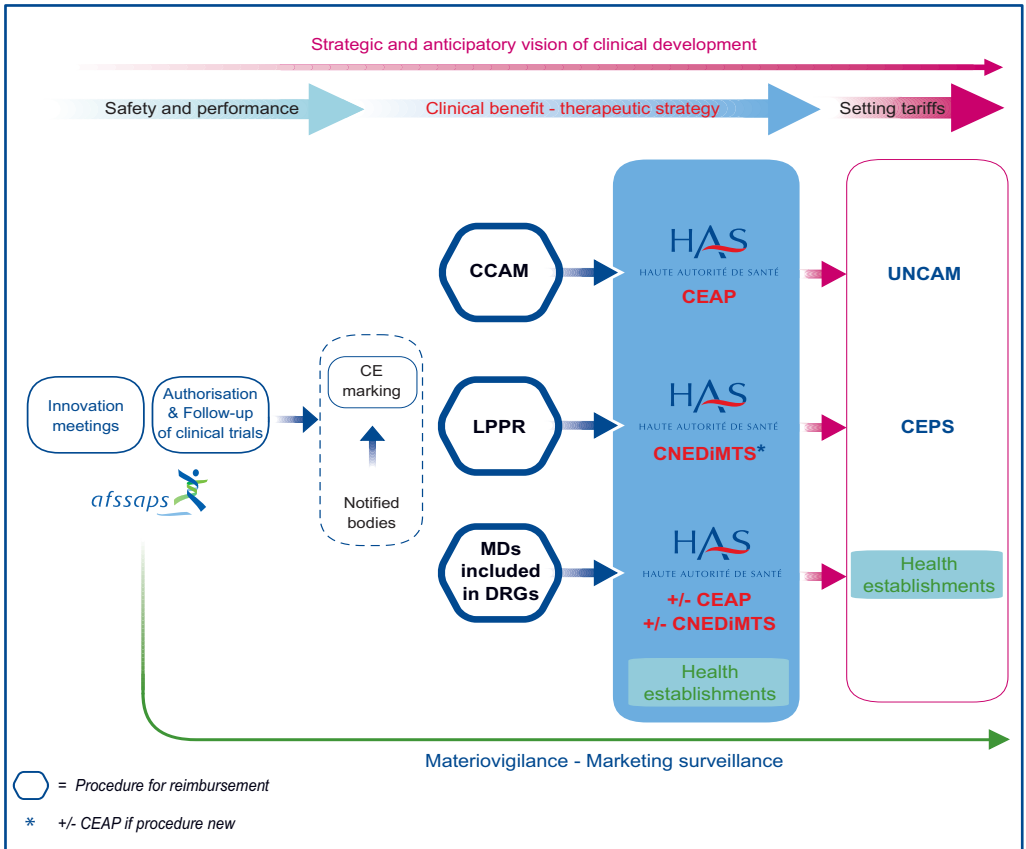 Strategic and anticipatory vision of clinical development
Safety and performance
Clinical benefit - therapeutic strategy
Setting tariffs
CCAM
HAS
HAUTE AUTORITÉ DE SANTÉ
CEAP
UNCAM
Innovation
meetings
Authorisation
& Follow-up
of clinical trials
afssaps
CE
marking
Notified
bodies
LPPR
HAS
HAUTE AUTORITÉ DE SANTÉ
CNEDiMTS*
CEPS
MDs
included
in DRGs
HAS
HAUTE AUTORITÉ DE SANTÉ
+/- CEAP
+/- CNEDiMTS
Health
establishments
Health
establishments
Materiovigilance - Marketing surveillance
= Procedure for reimbursement
* +/- CEAP if procedure new